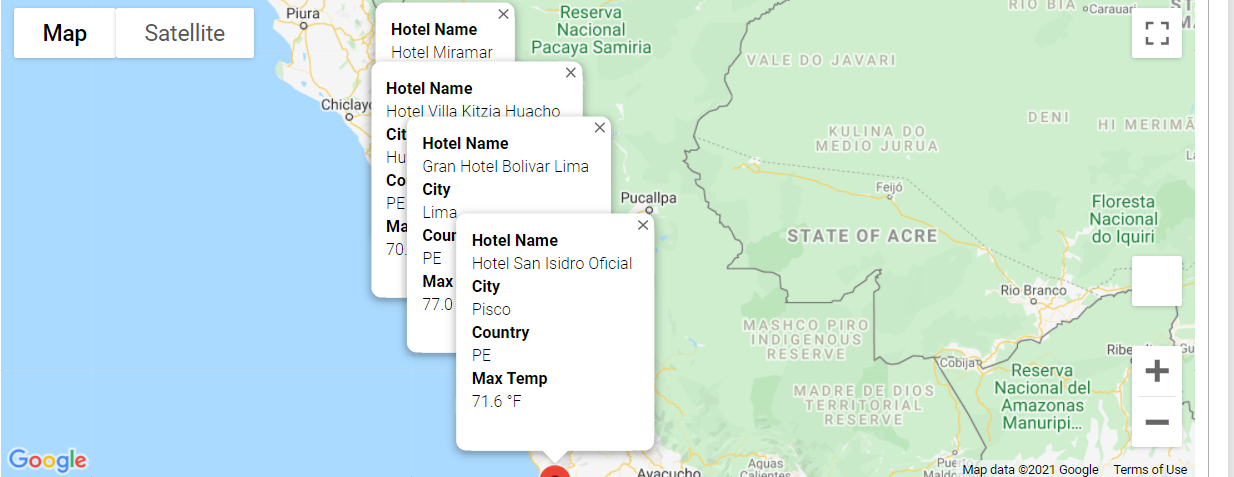 Map
Satellite
Piura
Chiclayo
Hotel Name
Hotel Miramar
Hotel Name
Hotel Villa Kitzia Huacho
Cit
Hu
Co
PE
Ma
70.
Hotel Name
Gran Hotel Bolivar Lima
City
Lima
Coun
PE
Max
77.0
Hotel Name
Hotel San Isidro Oficial
City
Pisco
Country
PE
Max Temp
71.6 °F
Reserva
Nacional
Pacaya Samiria
VALE DO JAVARI
RIO BIA
Carauari
DENI
HI MERIMÃ
KULINA DO
MEDIO JURUA
Pucallpa
Feijó
STATE OF ACRE
Floresta
Nacional
do Iquiri
Rio Branco
MASHCO PIRO
INDIGENOUS
RESERVE
Cobija
Reserva
Nacional del
Amazonas
Manuripi...
MADRE DE DIOS
TERRITORIAL
RESERVE
Ayacucho
Aguas
Calientes
Google
Map data ©2021 Google
Terms of Use